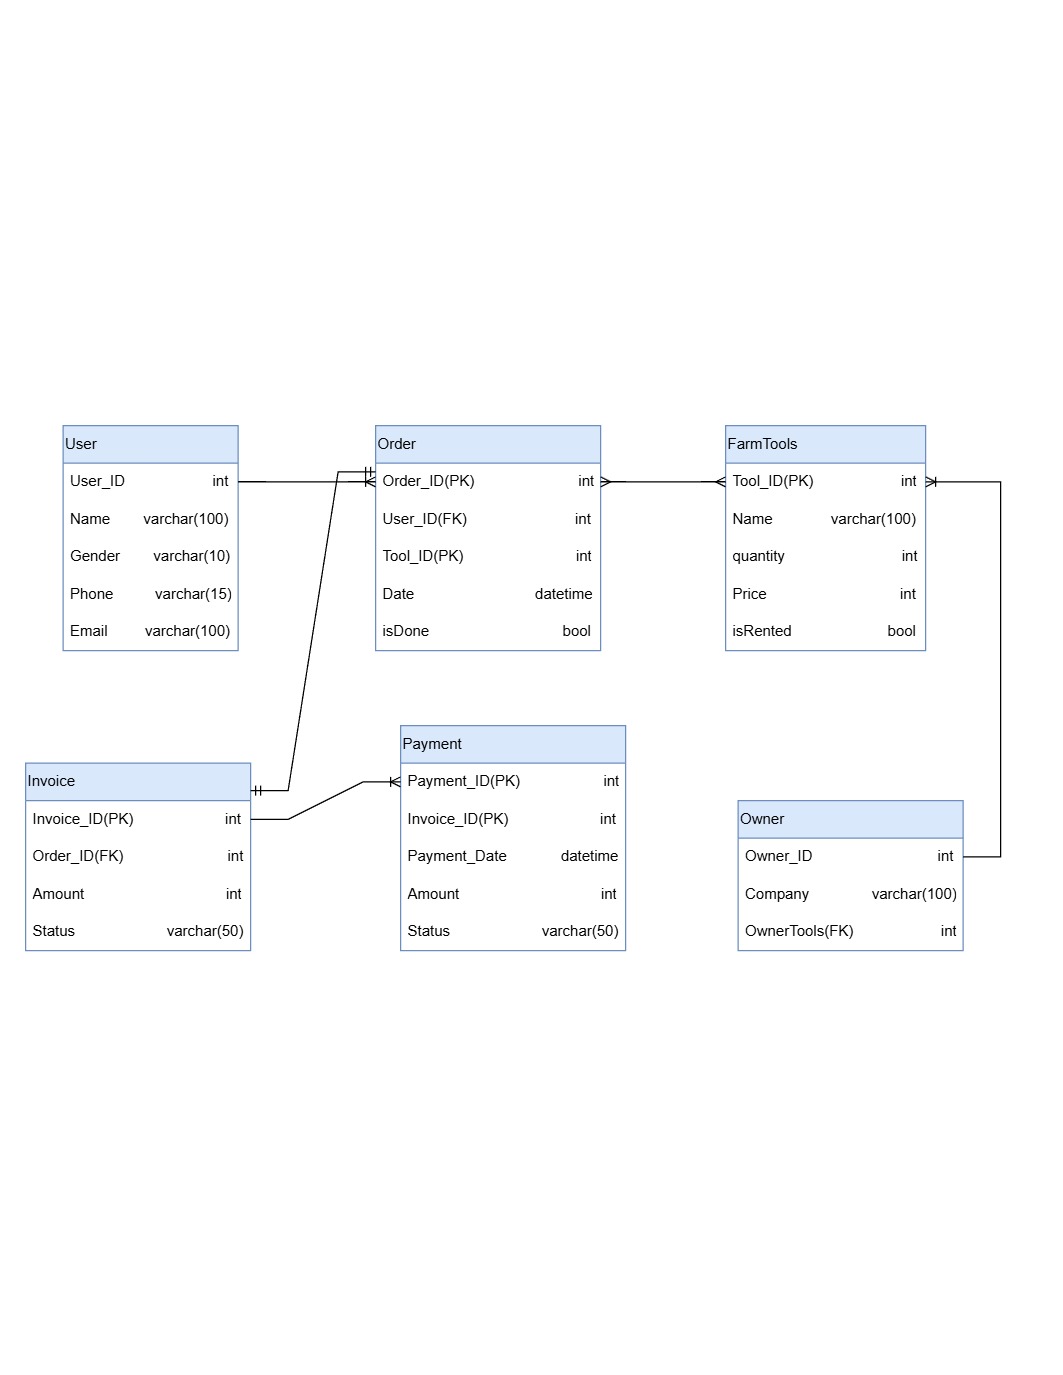 User
User_ID int
Name varchar(100)
Gender varchar(10)
Phone varchar(15)
Email varchar(100)
Order
Order_ID(PK) int
User_ID(FK) int
Tool_ID(PK) int
Date datetime
isDone bool
FarmTools
Tool_ID(PK) int
Name varchar(100)
quantity int
Price int
isRented bool
Invoice
Invoice_ID(PK) int
Order_ID(FK) int
Amount int
Status varchar(50)
Payment
Payment_ID(PK) int
Invoice_ID(PK) int
Payment_Date datetime
Amount int
Status varchar(50)
Owner
Owner_ID int
Company varchar(100)
OwnerTools(FK) int